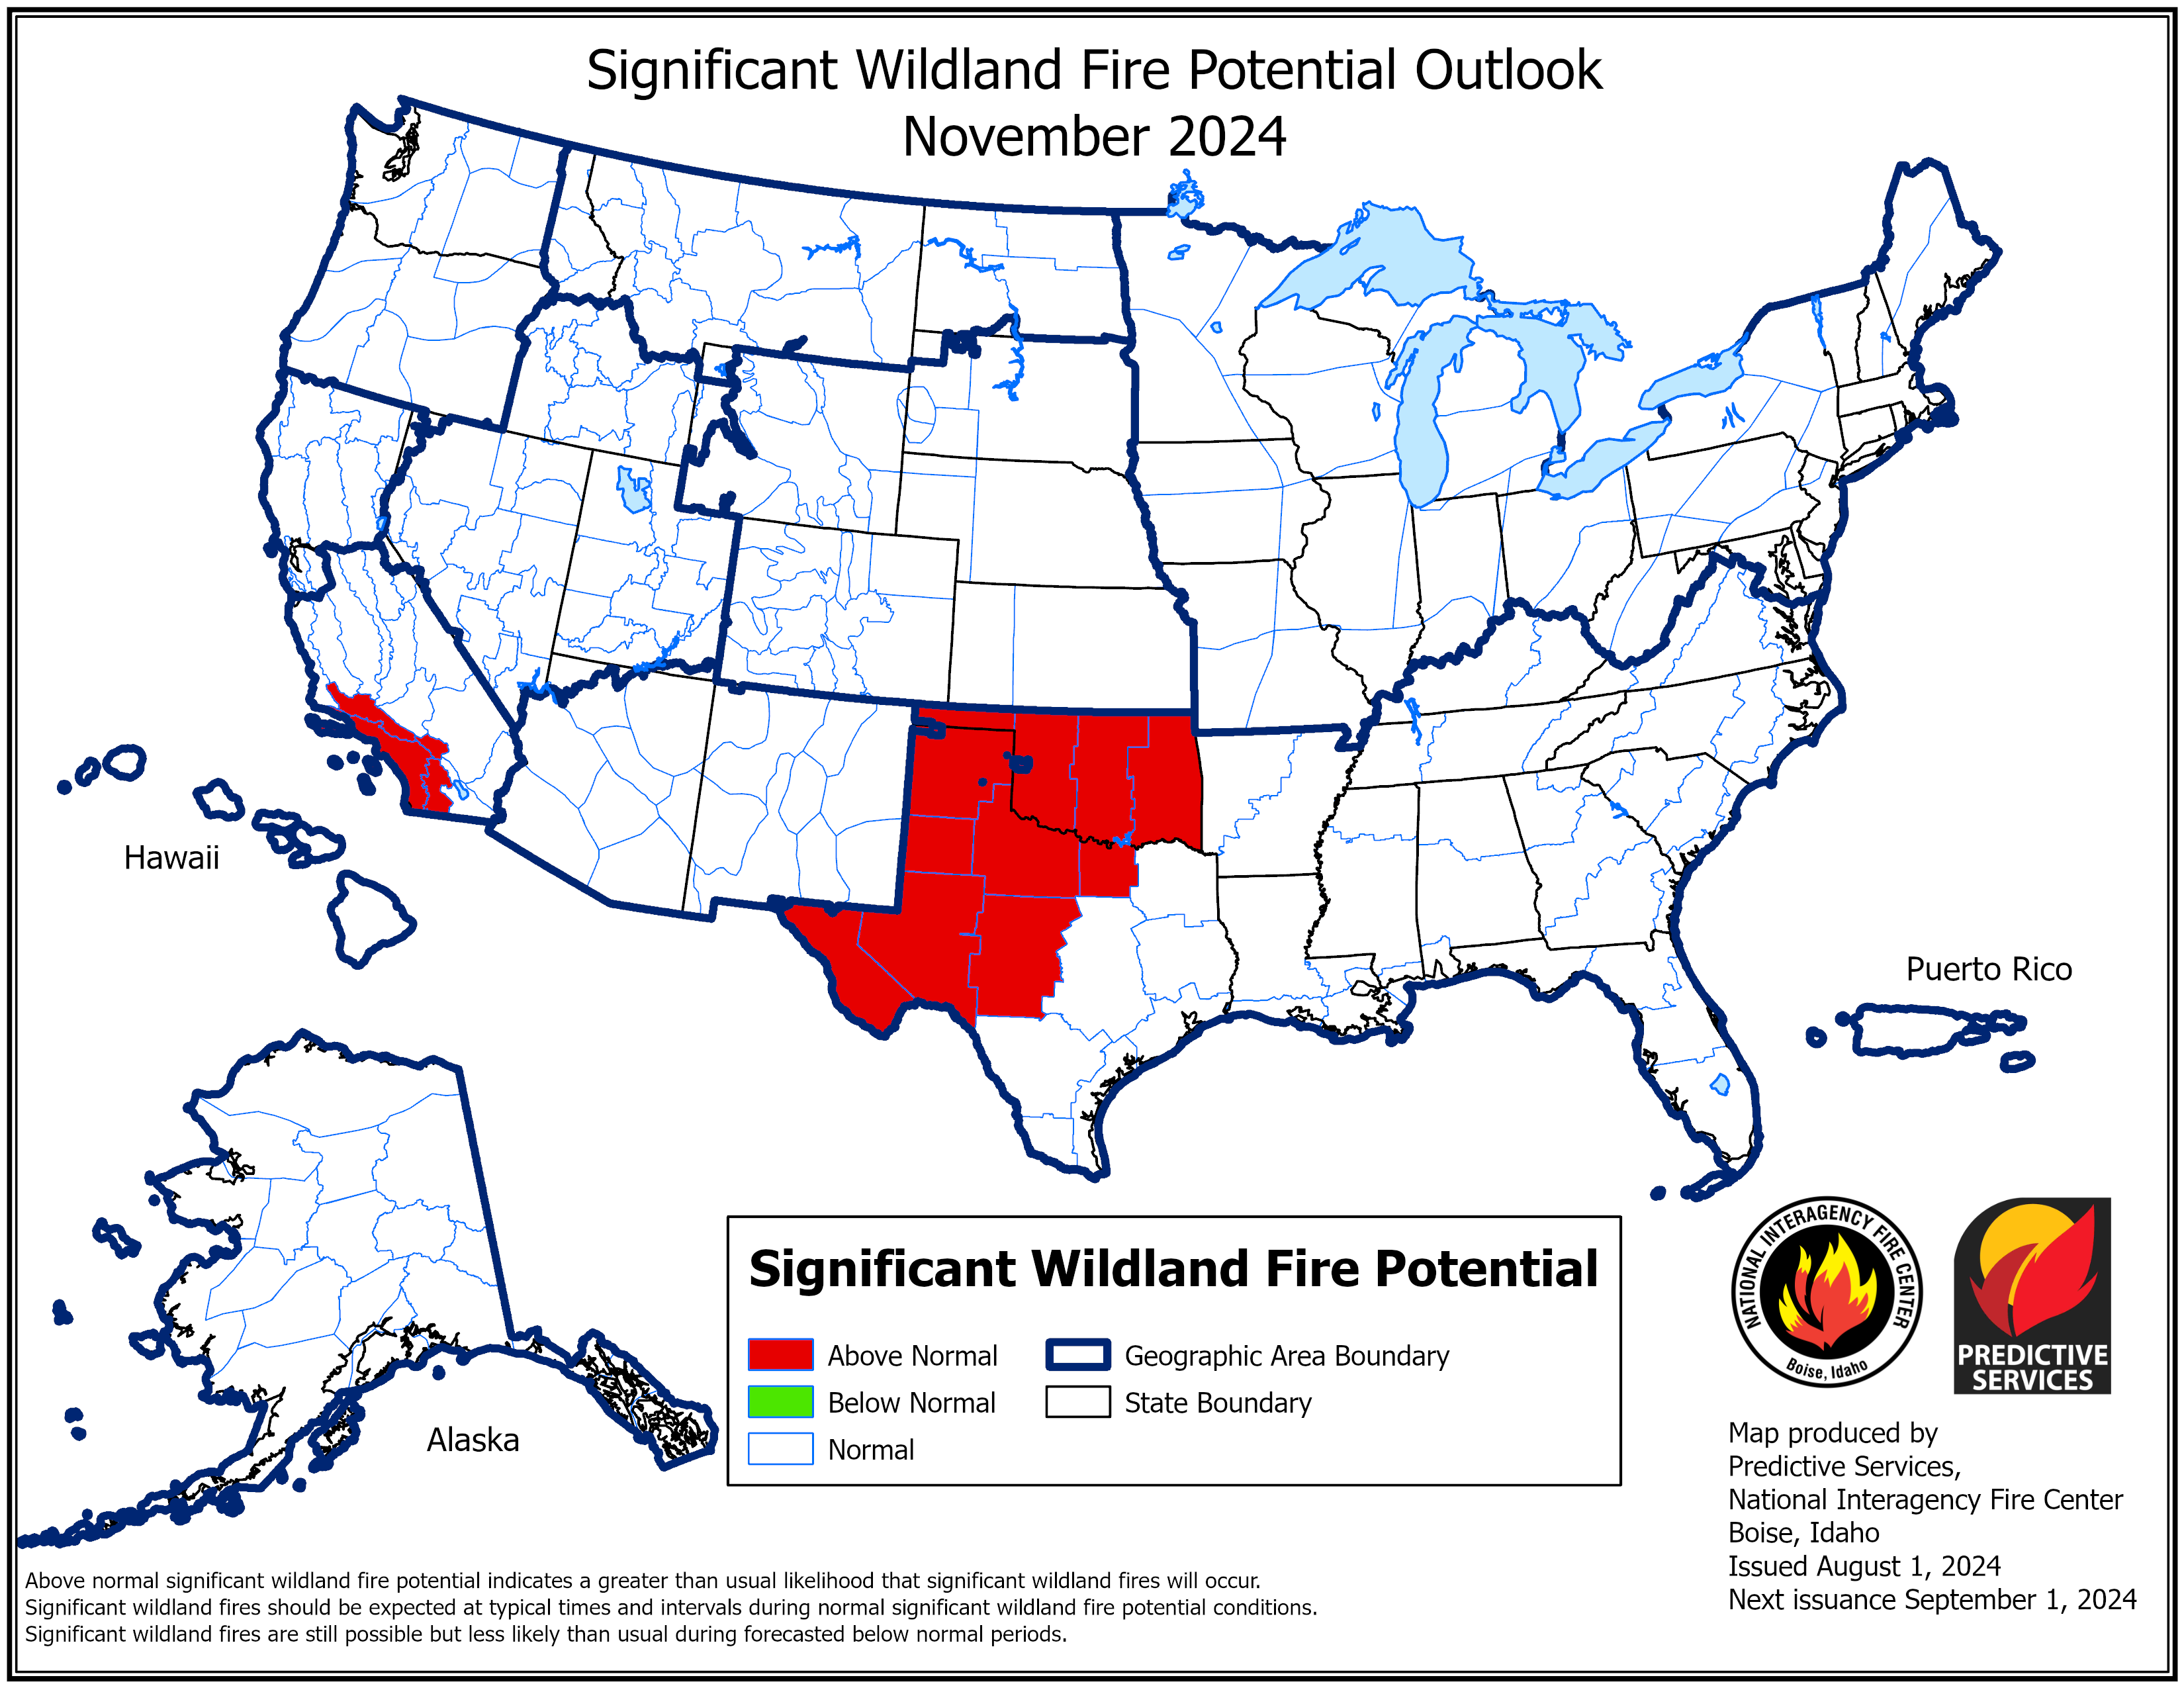 Significant Wildland Fire Potential Outlook
November 2024
Hawaii
Puerto Rico
Alaska
Significant Wildland Fire Potential
Above Normal
Below Normal
Normal
Geographic Area Boundary
State Boundary
NATIONAL INTERAGENCY FIRE CENTER
Boise, Idaho
PREDICTIVE
SERVICES
Map produced by
Predictive Services,
National Interagency Fire Center
Boise, Idaho
Issued August 1, 2024
Next issuance September 1, 2024
Above normal significant wildland fire potential indicates a greater than usual likelihood that significant wildland fires will occur.
Significant wildland fires should be expected at typical times and intervals during normal significant wildland fire potential conditions.
Significant wildland fires are still possible but less likely than usual during forecasted below normal periods.